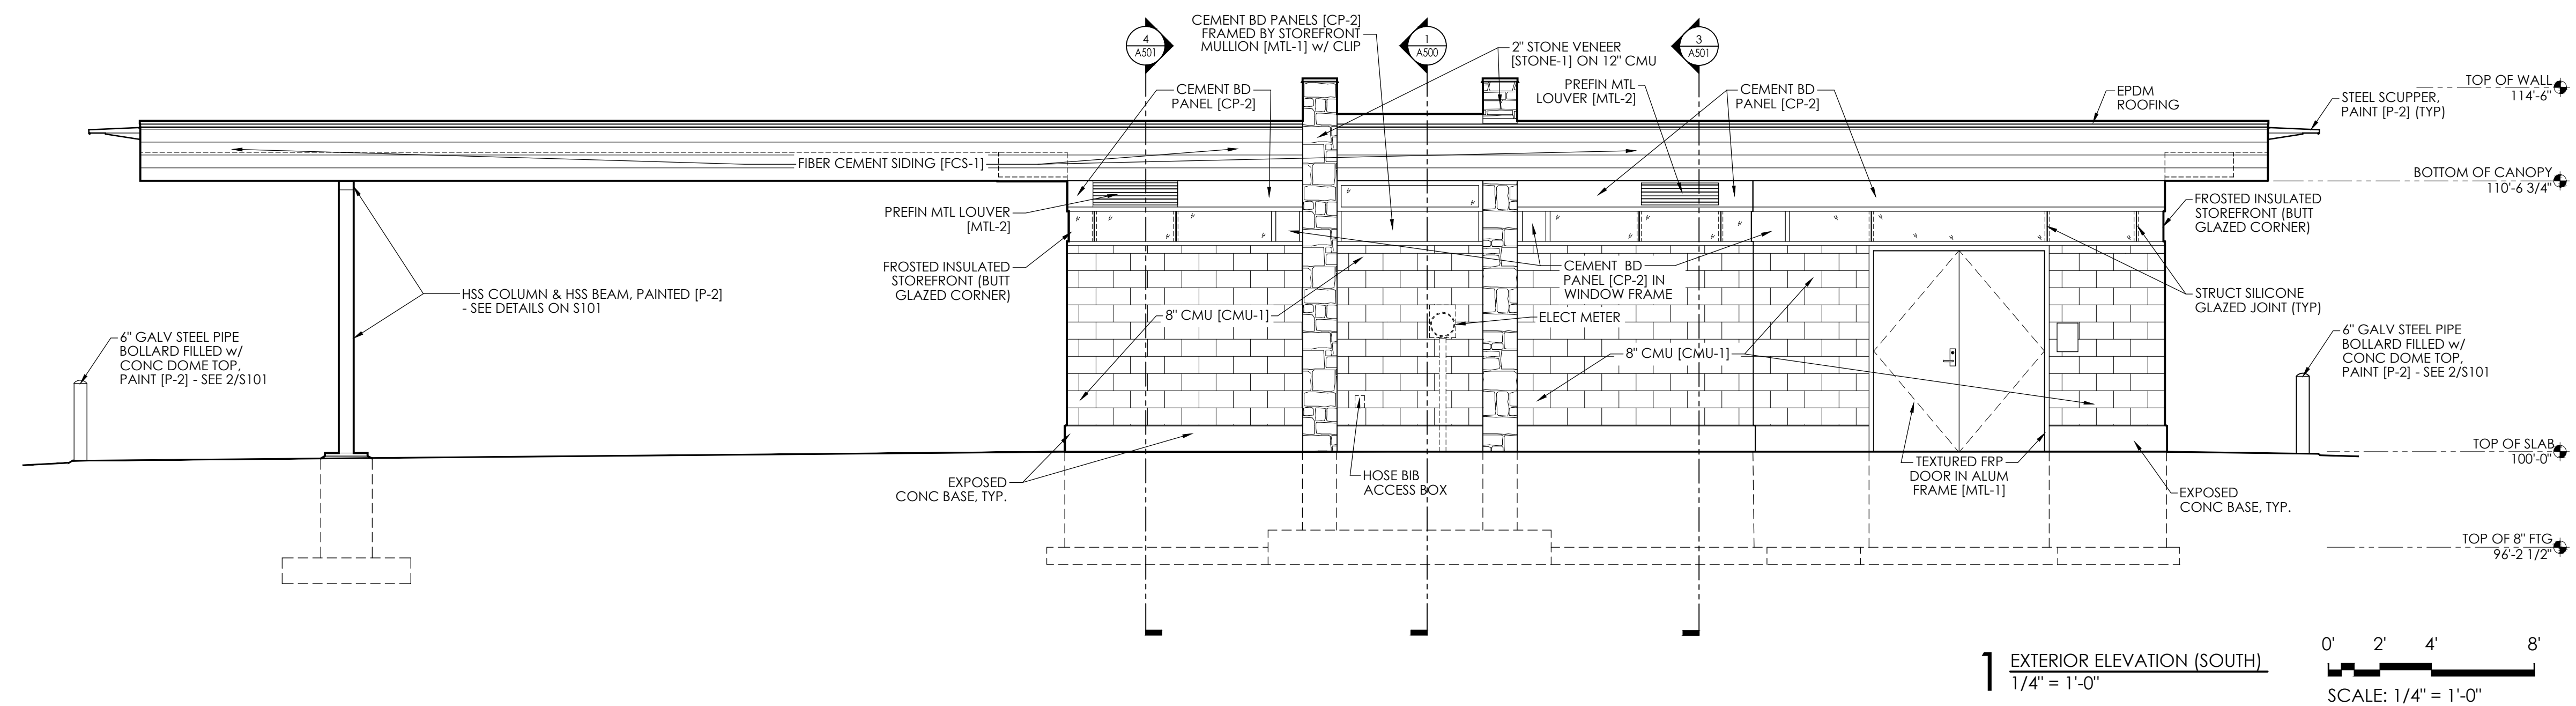 4
A501
CEMENT BD PANELS [CP-2]
FRAMED BY STOREFRONT
MULLION [MTL-1] w/ CLIP
1
A500
2" STONE VENEER
[STONE-1] ON 12" CMU
3
A501
CEMENT BD
PANEL [CP-2]
PREFIN MTL
LOUVER [MTL-2]
CEMENT BD
PANEL [CP-2]
EPDM
ROOFING
STEEL SCUPPER,
PAINT [P-2] (TYP)
TOP OF WALL
114'-6"
FIBER CEMENT SIDING [FCS-1]
BOTTOM OF CANOPY
110'-6 3/4"
PREFIN MTL LOUVER
[MTL-2]
FROSTED INSULATED
STOREFRONT (BUTT
GLAZED CORNER)
FROSTED INSULATED
STOREFRONT (BUTT
GLAZED CORNER)
CEMENT BD
PANEL [CP-2] IN
WINDOW FRAME
HSS COLUMN & HSS BEAM, PAINTED [P-2]
- SEE DETAILS ON S101
STRUCT SILICONE
GLAZED JOINT (TYP)
8" CMU [CMU-1]
ELECT METER
6" GALV STEEL PIPE
BOLLARD FILLED w/
CONC DOME TOP,
PAINT [P-2] - SEE 2/S101
8" CMU [CMU-1]
6" GALV STEEL PIPE
BOLLARD FILLED w/
CONC DOME TOP,
PAINT [P-2] - SEE 2/S101
TOP OF SLAB
100'-0"
EXPOSED
CONC BASE, TYP.
HOSE BIB
ACCESS BOX
TEXTURED FRP
DOOR IN ALUM
FRAME [MTL-1]
EXPOSED
CONC BASE, TYP.
TOP OF 8" FTG
96'-2 1/2"
1
EXTERIOR ELEVATION (SOUTH)
1/4" = 1'-0"
0' 2' 4' 8'
SCALE: 1/4" = 1'-0"